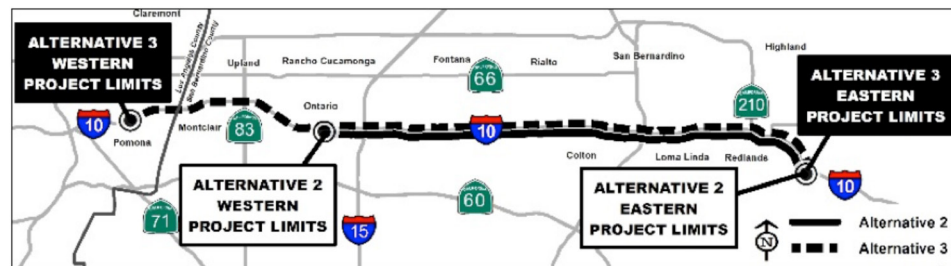 Claremont
ALTERNATIVE 3
WESTERN
PROJECT LIMITS
Los Angeles County
San Bernardino County
Upland
Rancho Cucamonga
Fontana
66
Rialto
San Bernardino
Highland
210
ALTERNATIVE 3
EASTERN
PROJECT LIMITS
10
Pomona
Montclair
83
Ontario
10
Colton
Loma Linda
Redlands
ALTERNATIVE 2
WESTERN
PROJECT LIMITS
71
15
60
ALTERNATIVE 2
EASTERN
PROJECT LIMITS
10
N
Alternative 2
Alternative 3